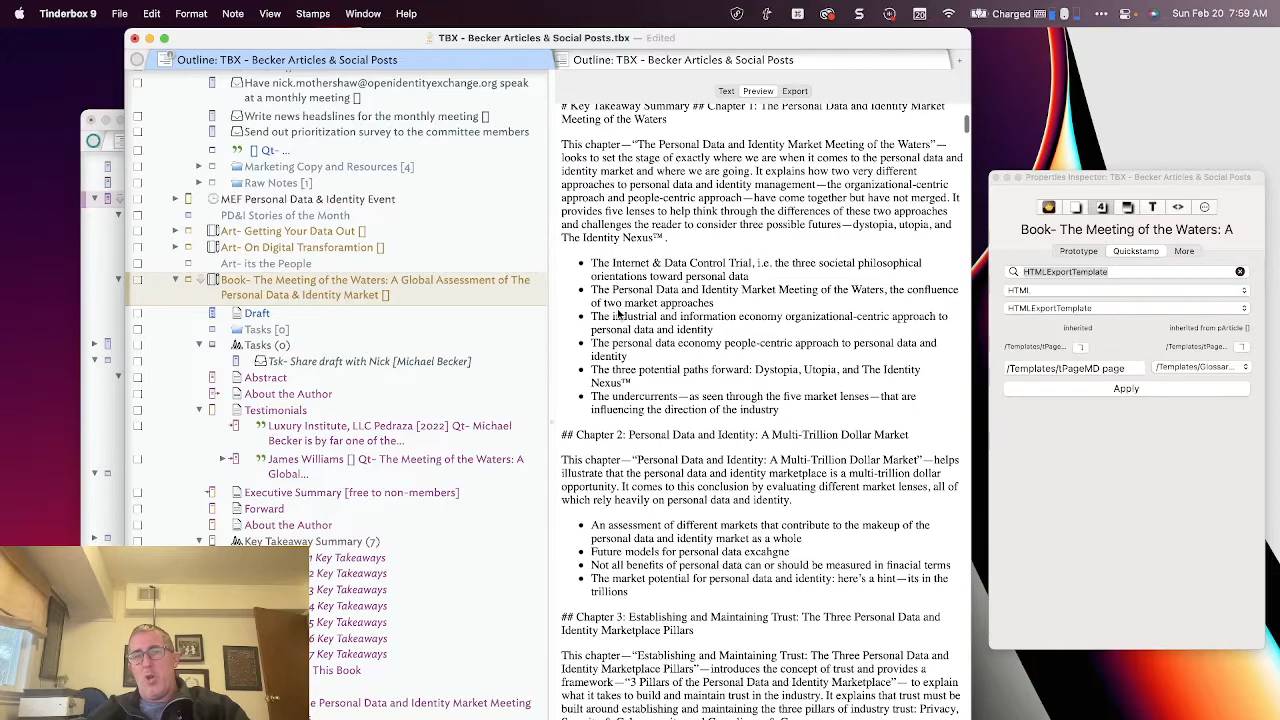 Tinderbox 9 File Edit Format Note View Stamps Window Help
20 Charged Sun Feb 20 7:59 AM
TBX - Becker Articles & Social Posts.tbx — Edited
Outline: TBX - Becker Articles & Social Posts
Outline: TBX - Becker Articles & Social Posts
+
Text Preview Export
Have nick.mothershaw@openidentityexchange.org speak
at a monthly meeting []
Write news headlines for the monthly meeting []
Send out prioritization survey to the committee members
[] Qt- ...
Marketing Copy and Resources [4]
Raw Notes [1]
MEF Personal Data & Identity Event
PD&I Stories of the Month
Art- Getting Your Data Out []
Art- On Digital Transforamtion []
Art- its the People
Book- The Meeting of the Waters: A Global Assessment of The
Personal Data & Identity Market []
Draft
Tasks [0]
Tasks (0)
Tsk- Share draft with Nick [Michael Becker]
Abstract
About the Author
Testimonials
Luxury Institute, LLC Pedraza [2022] Qt- Michael
Becker is by far one of the...
James Williams [] Qt- The Meeting of the Waters: A
Global...
Executive Summary [free to non-members]
Forward
About the Author
Key Takeaway Summary (7)
1 Key Takeaways
2 Key Takeaways
3 Key Takeaways
4 Key Takeaways
5 Key Takeaways
6 Key Takeaways
7 Key Takeaways
This Book
e Personal Data and Identity Market Meeting
# Key Takeaway Summary ## Chapter 1: The Personal Data and Identity Market
Meeting of the Waters
This chapter—“The Personal Data and Identity Market Meeting of the Waters”—
looks to set the stage of exactly where we are when it comes to the personal data and
identity market and where we are going. It explains how two very different
approaches to personal data and identity management—the organizational-centric
approach and people-centric approach—have come together but have not merged. It
provides five lenses to help think through the differences of these two approaches
and challenges the reader to consider three possible futures—dystopia, utopia, and
The Identity Nexus™ .
• The Internet & Data Control Trial, i.e. the three societal philosophical
orientations toward personal data
• The Personal Data and Identity Market Meeting of the Waters, the confluence
of two market approaches
• The industrial and information economy organizational-centric approach to
personal data and identity
• The personal data economy people-centric approach to personal data and
identity
• The three potential paths forward: Dystopia, Utopia, and The Identity
Nexus™
• The undercurrents—as seen through the five market lenses—that are
influencing the direction of the industry
## Chapter 2: Personal Data and Identity: A Multi-Trillion Dollar Market
This chapter—“Personal Data and Identity: A Multi-Trillion Dollar Market”—helps
illustrate that the personal data and identity marketplace is a multi-trillion dollar
opportunity. It comes to this conclusion by evaluating different market lenses, all of
which rely heavily on personal data and identity.
• An assessment of different markets that contribute to the makeup of the
personal data and identity market as a whole
• Future models for personal data excahgne
• Not all benefits of personal data can or should be measured in finacial terms
• The market potential for personal data and identity: here’s a hint—its in the
trillions
## Chapter 3: Establishing and Maintaining Trust: The Three Personal Data and
Identity Marketplace Pillars
This chapter—“Establishing and Maintaining Trust: The Three Personal Data and
Identity Marketplace Pillars”—introduces the concept of trust and provides a
framework—“3 Pillars of the Personal Data and Identity Marketplace”— to explain
what it takes to build and maintain trust in the industry. It explains that trust must be
built around establishing and maintaining the three pillars of industry: Privacy,
Properties Inspector: TBX - Becker Articles & Social Posts
Book- The Meeting of the Waters: A
Prototype Quickstamp More
HTMLExportTemplate
HTML
HTMLExportTemplate
inherited inherited from pArticle []
/Templates/tPage... /Templates/tPage...
/Templates/tPageMD page /Templates/Glossar...
Apply